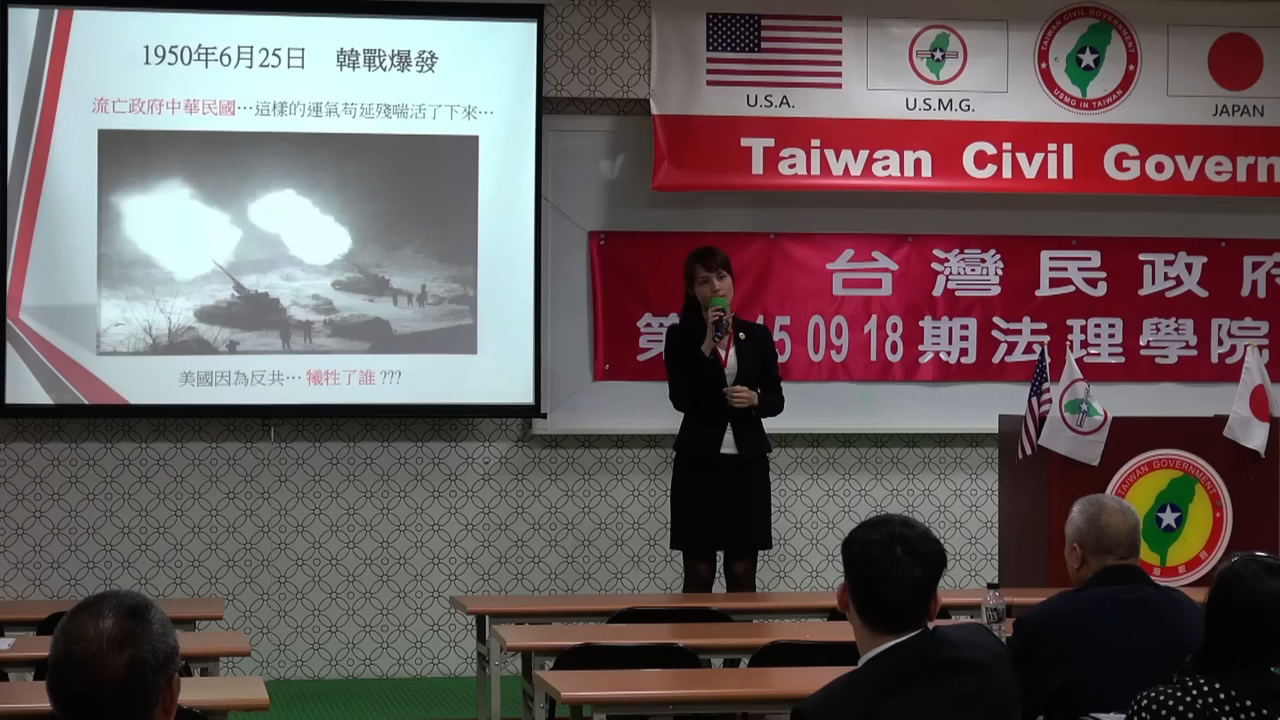 1950年6月25日 韓戰爆發
流亡政府中華民國…這樣的運氣苟延殘喘活了下來…
美國因為反共…犧牲了誰???
U.S.A.
U.S.M.G.
TAIWAN CIVIL GOVERNMENT
USMG IN TAIWAN
JAPAN
Taiwan Civil Govern
台灣民政府
第 15 09 18 期法理學院
TAIWAN GOVERNMENT